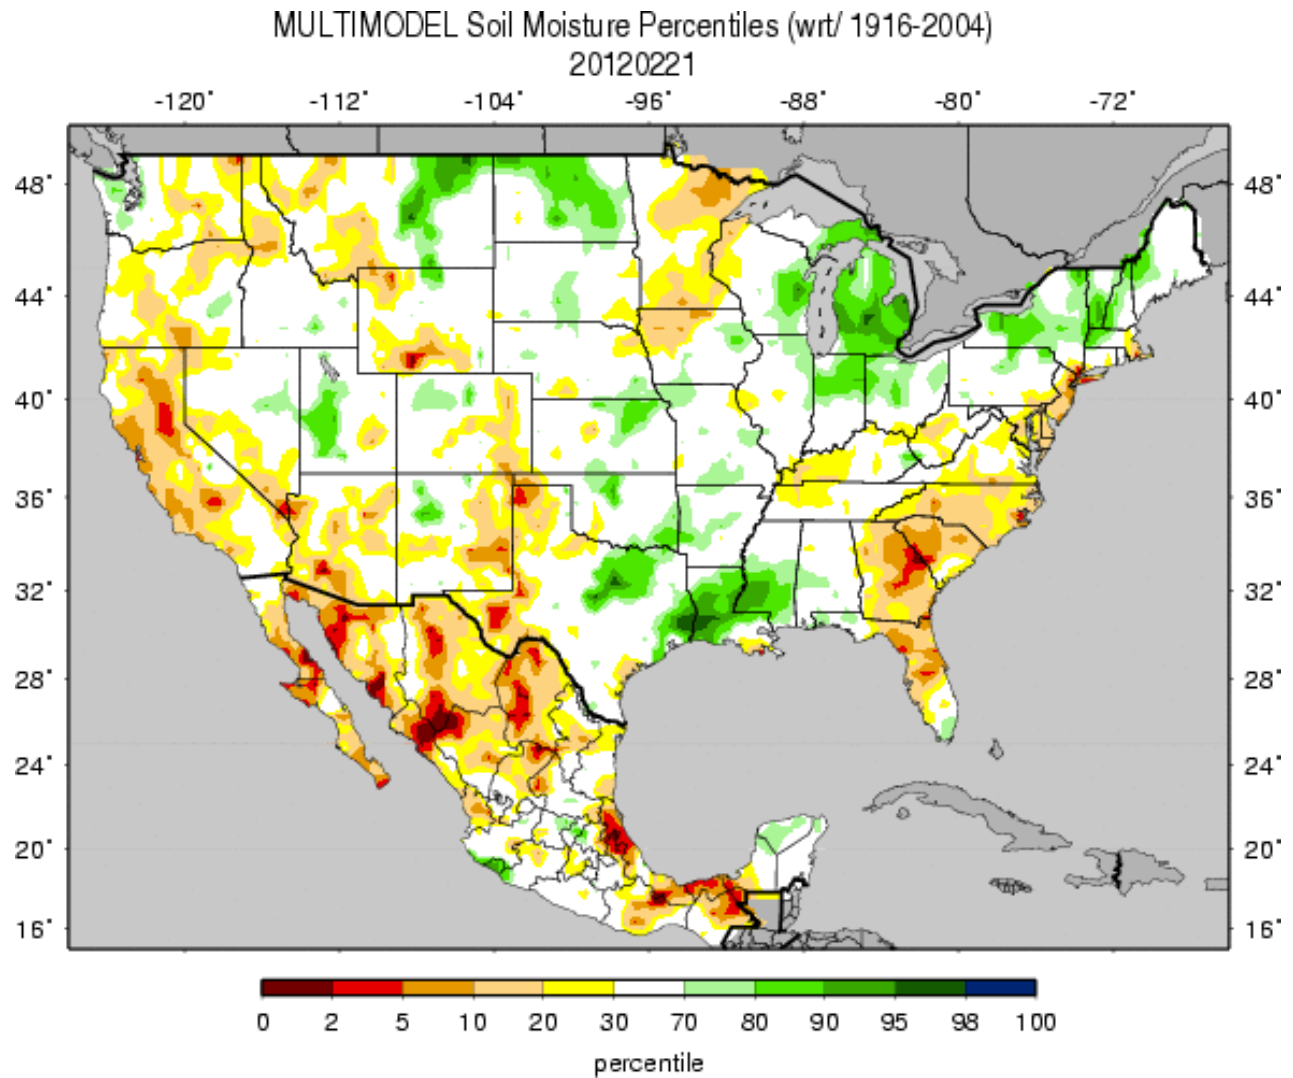 MULTIMODEL Soil Moisture Percentiles (wrt/ 1916-2004)
20120221
-120° -112° -104° -96° -88° -80° -72°
48° 48°
44° 44°
40° 40°
36° 36°
32° 32°
28° 28°
24° 24°
20° 20°
16° 16°
0 2 5 10 20 30 70 80 90 95 98 100
percentile